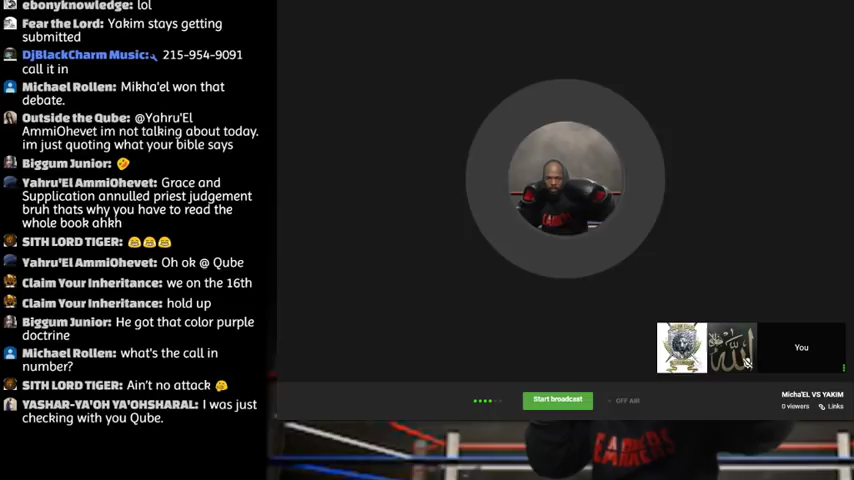 ebonyknowledge: lol
Fear the Lord: Yakim stays getting
submitted
DjBlackCharm Music: 215-954-9091
call it in
Michael Rollen: Mikha'el won that
debate.
Outside the Qube: @Yahru'El
AmmiOhevet im not talking about today.
im just quoting what your bible says
Biggum Junior: 🤣
Yahru'El AmmiOhevet: Grace and
Supplication annulled priest judgement
bruh thats why you have to read the
whole book ahkh
SITH LORD TIGER: 😂😂😂
Yahru'El AmmiOhevet: Oh ok @ Qube
Claim Your Inheritance: we on the 16th
Claim Your Inheritance: hold up
Biggum Junior: He got that color purple
doctrine
Michael Rollen: what's the call in
number?
SITH LORD TIGER: Ain't no attack
YASHAR-YA'OH YA'OHSHARAL: I was just
checking with you Qube.
You
Start broadcast
OFF AIR
Micha'EL VS YAKIM
0 viewers
Links